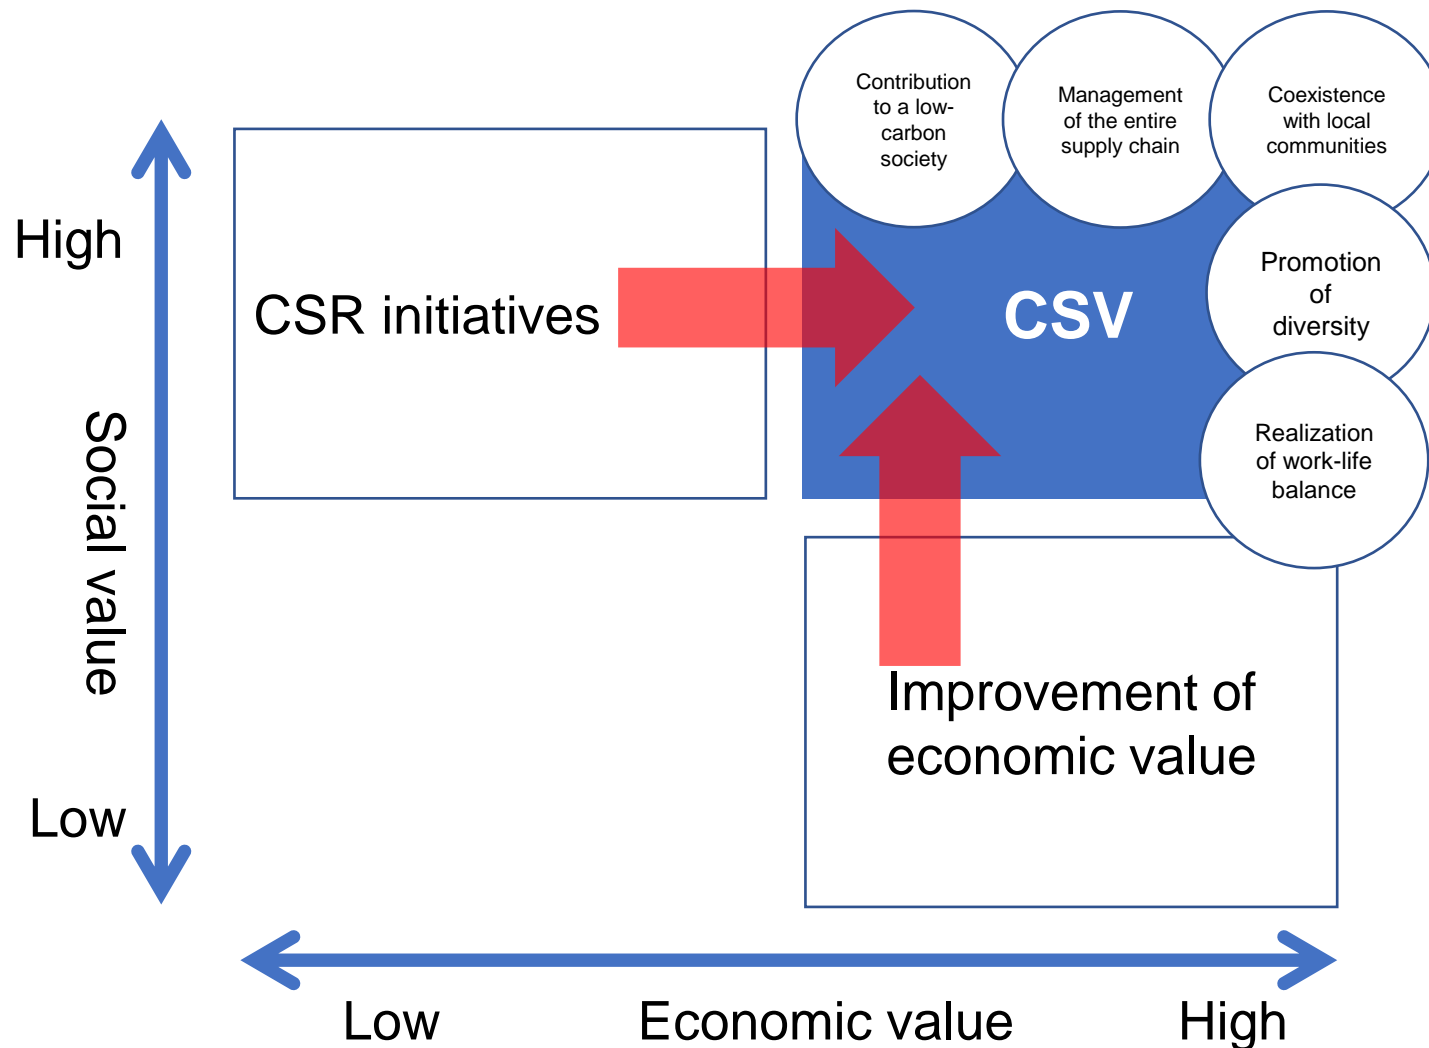 Contribution
to a low-
carbon
society
Management
of the entire
supply chain
Coexistence
with local
communities
High
CSR initiatives
CSV
Promotion
of
diversity
Social value
Realization
of work-life
balance
Improvement of
economic value
Low
Low
Economic value
High